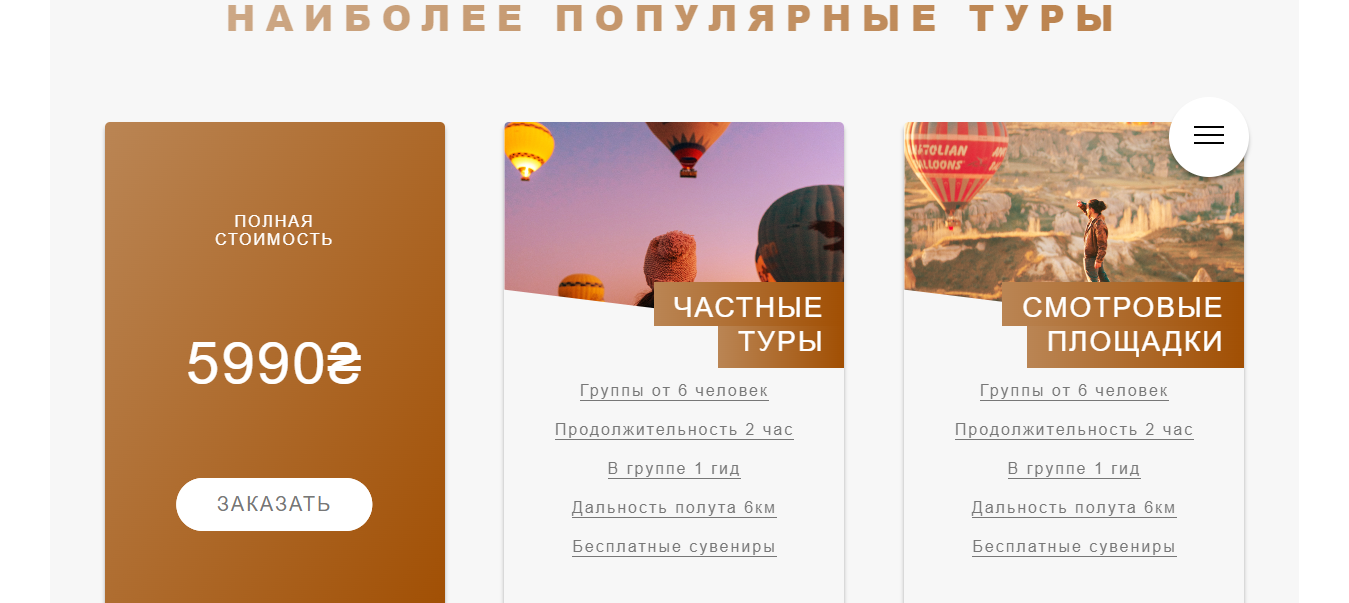 НАИБОЛЕЕ ПОПУЛЯРНЫЕ ТУРЫ
ПОЛНАЯ
СТОИМОСТЬ
5990₴
ЗАКАЗАТЬ
ЧАСТНЫЕ
ТУРЫ
Группы от 6 человек
Продолжительность 2 час
В группе 1 гид
Дальность полута 6км
Бесплатные сувениры
ATOLIAN
BALLOONS
СМОТРОВЫЕ
ПЛОЩАДКИ
Группы от 6 человек
Продолжительность 2 час
В группе 1 гид
Дальность полута 6км
Бесплатные сувениры